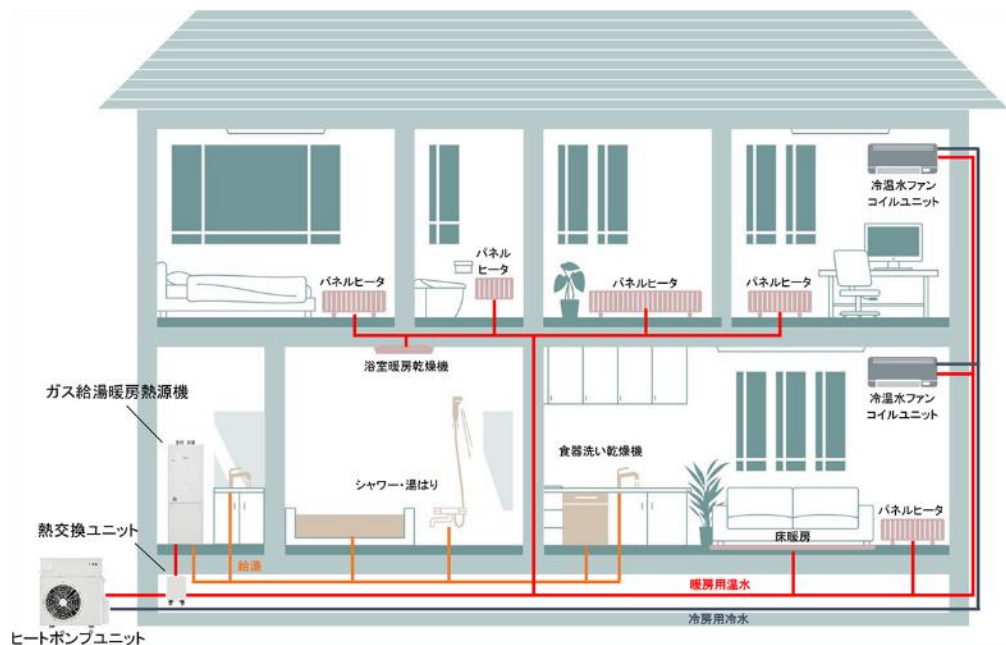 冷温水ファン
コイルユニット
パネル
ヒータ
パネルヒータ
パネルヒータ
パネルヒータ
浴室暖房乾燥機
ガス給湯暖房熱源機
冷温水ファン
コイルユニット
食器洗い乾燥機
シャワー・湯はり
パネルヒータ
熱交換ユニット
床暖房
給湯
暖房用温水
冷房用冷水
ヒートポンプユニット